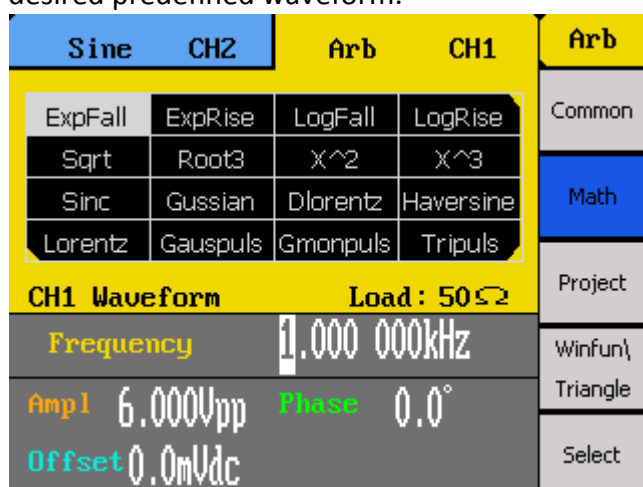 desired predefined waveform.
Sine CH2 Arb CH1 Arb
ExpFall ExpRise LogFall LogRise
Sqrt Root3 X^2 X^3
Sinc Gussian Dlorentz Haversine
Lorentz Gauspuls Gmonpuls Tripuls
CH1 Waveform Load: 50Ω
Frequency 1.000 000kHz
Ampl 6.000Vpp Phase 0.0°
Offset 0.0mVdc
Common
Math
Project
Winfun\
Triangle
Select